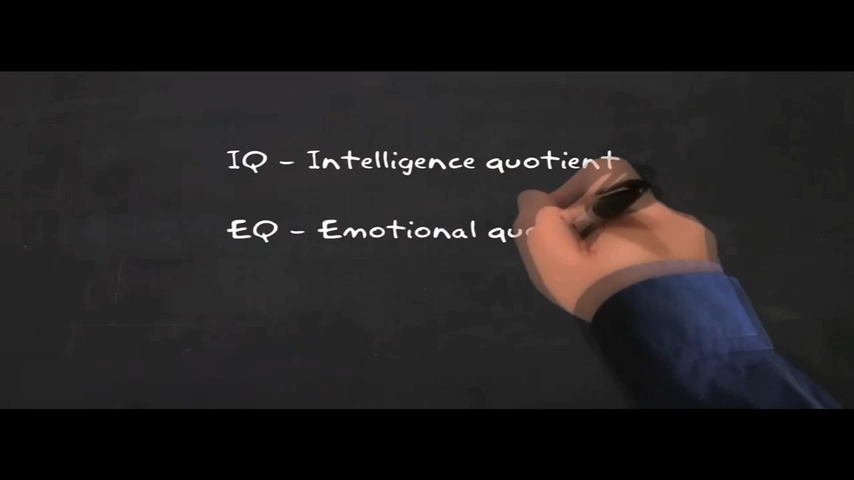 IQ - Intelligence quotient
EQ - Emotional